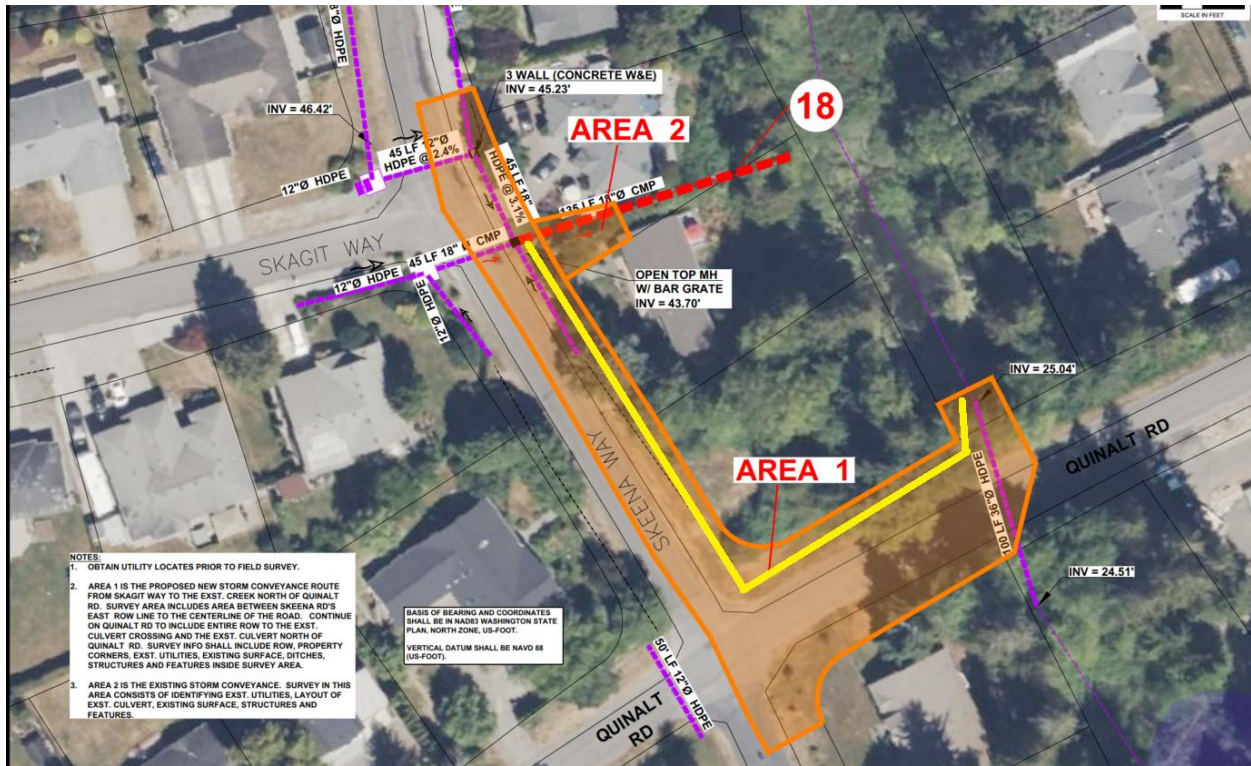 SCALE IN FEET
8"Ø HDPE
3 WALL (CONCRETE W&E)
INV = 45.23'
INV = 46.42'
18
AREA 2
45 LF 12"Ø
HDPE @ 2.4%
12"Ø HDPE
45 LF 18"
HDPE @ 3.1%
135 LF 18"Ø CMP
SKAGIT WAY
45 LF 18" CMP
12"Ø HDPE
12"Ø HDPE
OPEN TOP MH
W/ BAR GRATE
INV = 43.70'
INV = 25.04'
QUINALT RD
AREA 1
SKEENA WAY
100 LF 36"Ø HDPE
INV = 24.51'
NOTES:
1. OBTAIN UTILITY LOCATES PRIOR TO FIELD SURVEY.
2. AREA 1 IS THE PROPOSED NEW STORM CONVEYANCE ROUTE
FROM SKAGIT WAY TO THE EXST. CREEK NORTH OF QUINALT
RD. SURVEY AREA INCLUDES AREA BETWEEN SKEENA RD'S
EAST ROW LINE TO THE CENTERLINE OF THE ROAD. CONTINUE
ON QUINALT RD TO INCLUDE ENTIRE ROW TO THE EXST.
CULVERT CROSSING AND THE EXST. CULVERT NORTH OF
QUINALT RD. SURVEY INFO SHALL INCLUDE ROW, PROPERTY
CORNERS, EXST. UTILITIES, EXISTING SURFACE, DITCHES,
STRUCTURES AND FEATURES INSIDE SURVEY AREA.
3. AREA 2 IS THE EXISTING STORM CONVEYANCE. SURVEY IN THIS
AREA CONSISTS OF IDENTIFYING EXST. UTILITIES, LAYOUT OF
EXST. CULVERT, EXISTING SURFACE, STRUCTURES AND
FEATURES.
BASIS OF BEARING AND COORDINATES
SHALL BE IN NAD83 WASHINGTON STATE
PLAN, NORTH ZONE, US-FOOT.
VERTICAL DATUM SHALL BE NAVD 88
(US-FOOT).
50' LF 12"Ø HDPE
QUINALT
RD